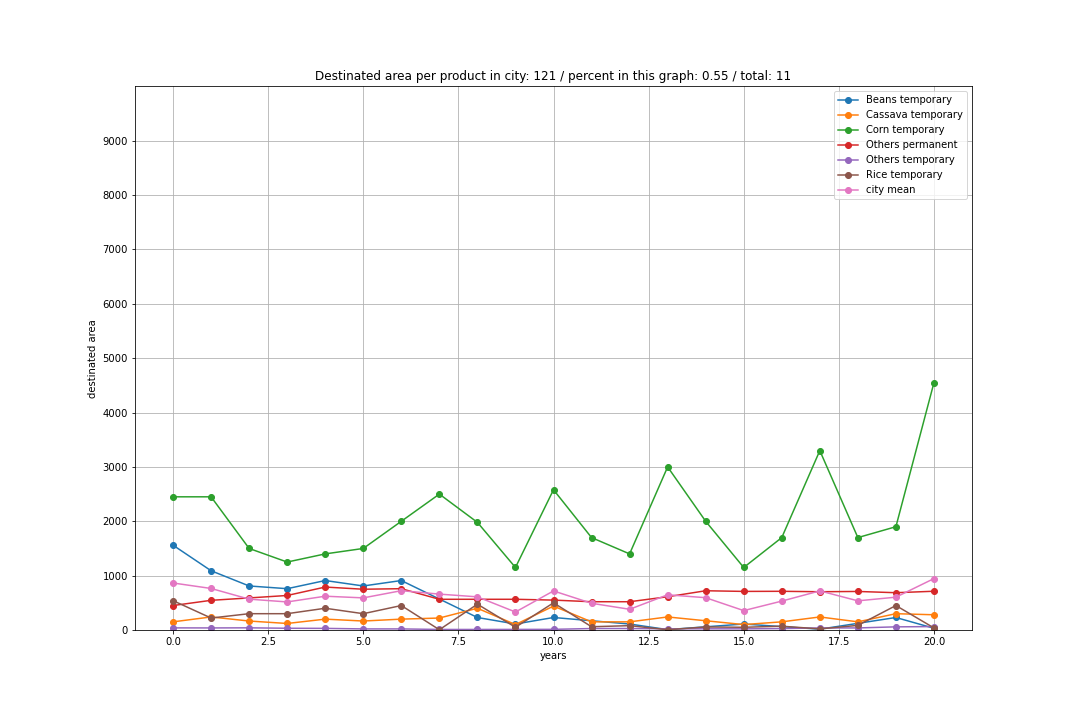 Destinated area per product in city: 121 / percent in this graph: 0.55 / total: 11
Beans temporary
Cassava temporary
Corn temporary
Others permanent
Others temporary
Rice temporary
city mean
9000
8000
7000
6000
5000
4000
3000
2000
1000
0
destinated area
0.0 2.5 5.0 7.5 10.0 12.5 15.0 17.5 20.0
years